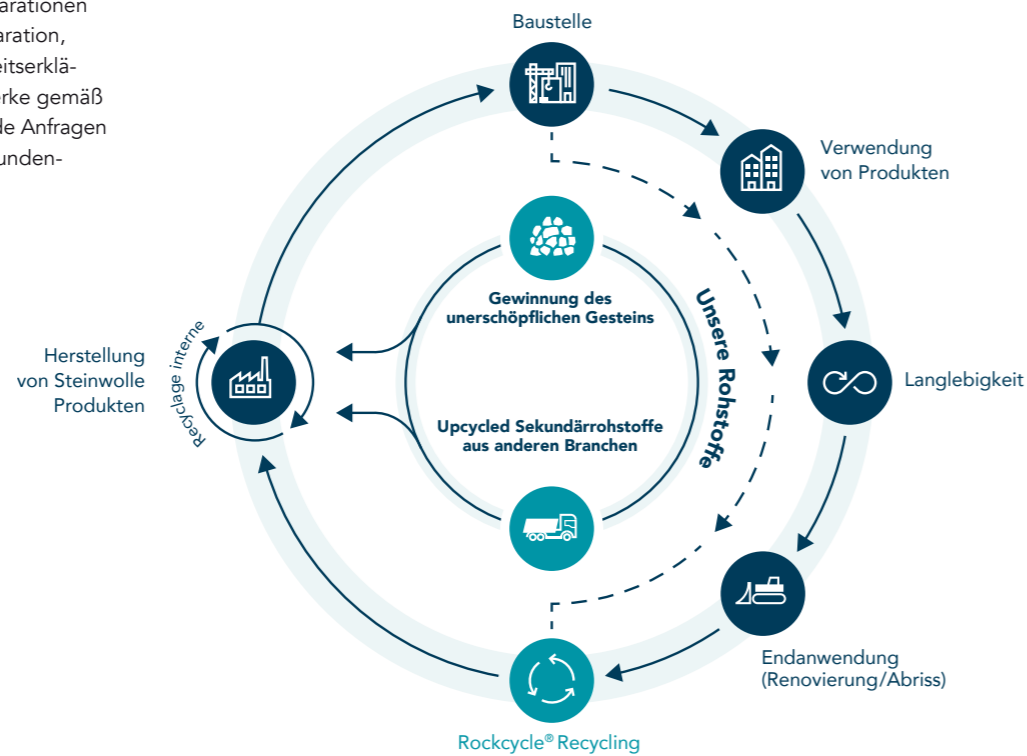 arationen
aration,
eitserklä-
erke gemäß
de Anfragen
unden-
Baustelle
Verwendung
von Produkten
Gewinnung des
unerschöpflichen Gesteins
Unsere Rohstoffe
Recyclage interne
Herstellung
von Steinwolle
Produkten
Langlebigkeit
Upcycled Sekundärrohstoffe
aus anderen Branchen
Endanwendung
(Renovierung/Abriss)
Rockcycle® Recycling